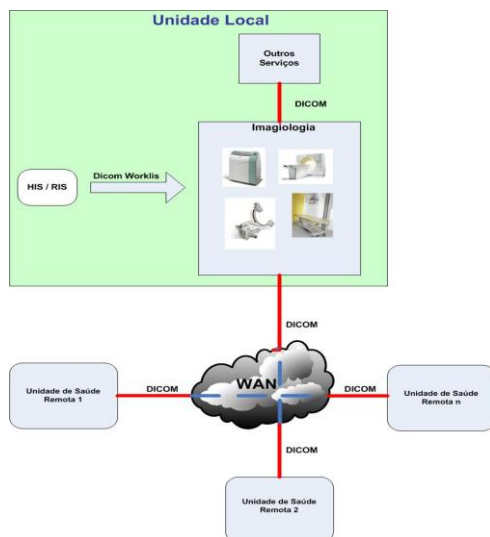 Unidade Local
Outros
Serviços
DICOM
Imagiologia
HIS / RIS
Dicom Worklis
DICOM
WAN
Unidade de Saúde
Remota 1
DICOM
DICOM
Unidade de Saúde
Remota n
DICOM
Unidade de Saúde
Remota 2